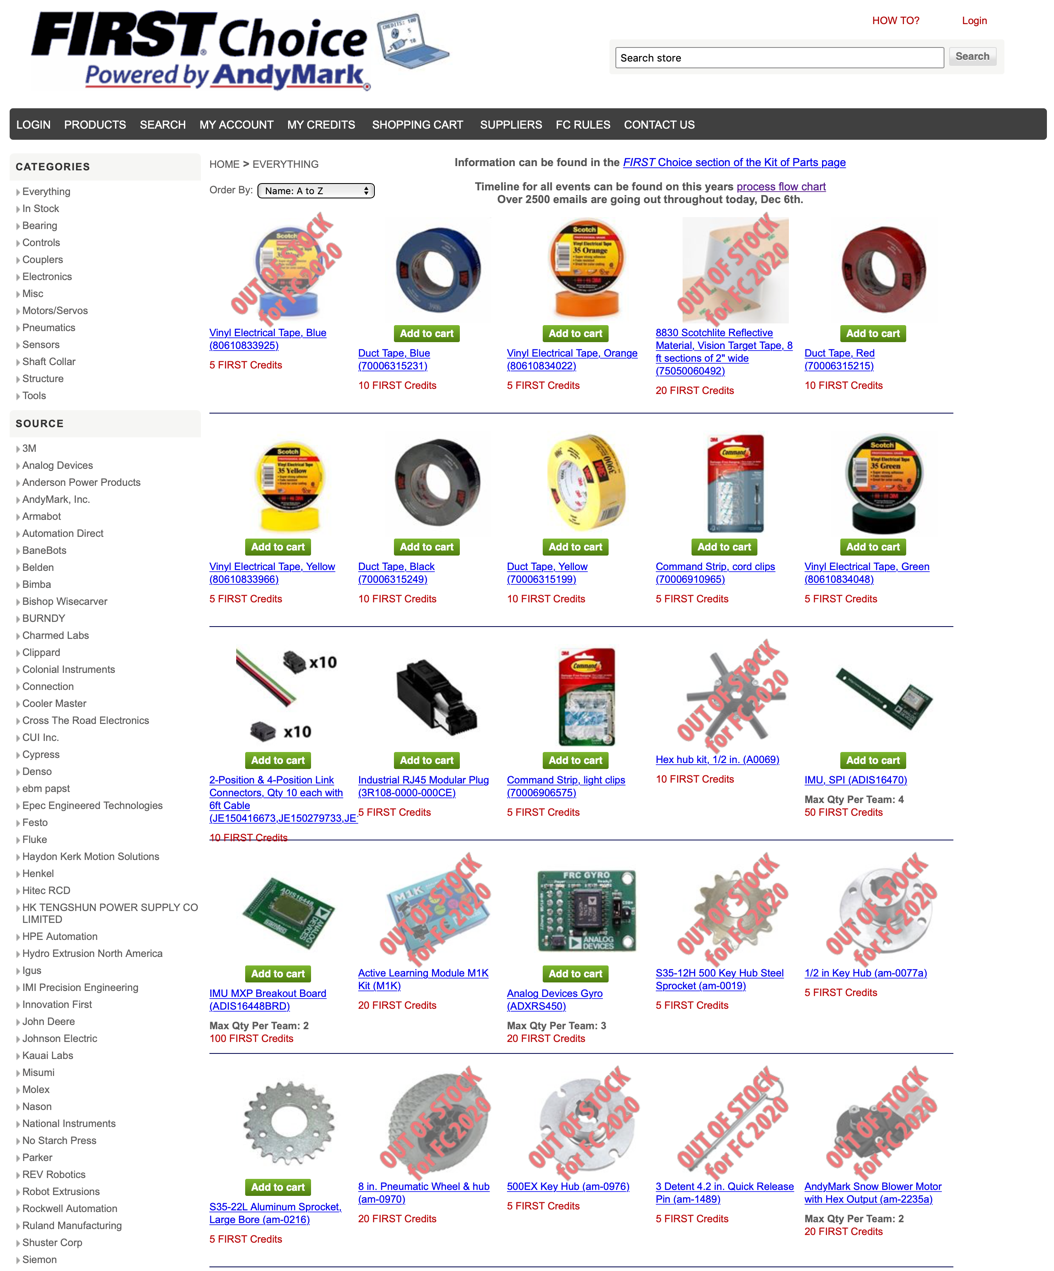 FIRST Choice
Powered by AndyMark
HOW TO?
Login
Search store
Search
LOGIN PRODUCTS SEARCH MY ACCOUNT MY CREDITS SHOPPING CART SUPPLIERS FC RULES CONTACT US
CATEGORIES
Everything
In Stock
Bearing
Controls
Couplers
Electronics
Misc
Motors/Servos
Pneumatics
Sensors
Shaft Collar
Structure
Tools
SOURCE
3M
Analog Devices
Anderson Power Products
AndyMark, Inc.
Armabot
Automation Direct
BaneBots
Belden
Bimba
Bishop Wisecarver
BURNDY
Charmed Labs
Clippard
Colonial Instruments
Connection
Cooler Master
Cross The Road Electronics
CUI Inc.
Cypress
Denso
ebm papst
Epec Engineered Technologies
Festo
Fluke
Haydon Kerk Motion Solutions
Henkel
Hitec RCD
HK TENGSHUN POWER SUPPLY CO
LIMITED
HPE Automation
Hydro Extrusion North America
Igus
IMI Precision Engineering
Innovation First
John Deere
Johnson Electric
Kauai Labs
Misumi
Molex
Nason
National Instruments
No Starch Press
Parker
REV Robotics
Robot Extrusions
Rockwell Automation
Ruland Manufacturing
Shuster Corp
Siemon
HOME > EVERYTHING
Order By: Name: A to Z
Information can be found in the FIRST Choice section of the Kit of Parts page
Timeline for all events can be found on this years process flow chart
Over 2500 emails are going out throughout today, Dec 6th.
OUT OF STOCK
for FC 2020
Vinyl Electrical Tape, Blue
(80610833925)
5 FIRST Credits
Add to cart
Duct Tape, Blue
(70006315231)
10 FIRST Credits
Scotch
35 Orange
Add to cart
Vinyl Electrical Tape, Orange
(80610834022)
5 FIRST Credits
OUT OF STOCK
for FC 2020
8830 Scotchlite Reflective
Material, Vision Target Tape, 8
ft sections of 2" wide
(75050060492)
20 FIRST Credits
Add to cart
Duct Tape, Red
(70006315215)
10 FIRST Credits
Scotch
35 Yellow
Add to cart
Vinyl Electrical Tape, Yellow
(80610833966)
5 FIRST Credits
Add to cart
Duct Tape, Black
(70006315249)
10 FIRST Credits
Add to cart
Duct Tape, Yellow
(70006315199)
10 FIRST Credits
3M
Command
Add to cart
Command Strip, cord clips
(70006910965)
5 FIRST Credits
Scotch
35 Green
Add to cart
Vinyl Electrical Tape, Green
(80610834048)
5 FIRST Credits
x10
x10
Add to cart
2-Position & 4-Position Link
Connectors, Qty 10 each with
6ft Cable
(JE150416673,JE150279733,JE
10 FIRST Credits
Add to cart
Industrial RJ45 Modular Plug
(3R108-0000-000CE)
5 FIRST Credits
Command
Add to cart
Command Strip, light clips
(70006906575)
5 FIRST Credits
OUT OF STOCK
for FC 2020
Hex hub kit, 1/2 in. (A0069)
10 FIRST Credits
Add to cart
IMU, SPI (ADIS16470)
Max Qty Per Team: 4
50 FIRST Credits
ANALOG
DEVICES
Add to cart
IMU MXP Breakout Board
(ADIS16448BRD)
Max Qty Per Team: 2
100 FIRST Credits
M1K
OUT OF STOCK
for FC 2020
Active Learning Module M1K
Kit (M1K)
20 FIRST Credits
FRC GYRO
ANALOG
DEVICES
Add to cart
Analog Devices Gyro
(ADXRS450)
Max Qty Per Team: 3
20 FIRST Credits
OUT OF STOCK
for FC 2020
S35-12H 500 Key Hub Steel
Sprocket (am-0019)
5 FIRST Credits
OUT OF STOCK
for FC 2020
1/2 in Key Hub (am-0077a)
5 FIRST Credits
Add to cart
S35-22L Aluminum Sprocket,
Large Bore (am-0216)
5 FIRST Credits
OUT OF STOCK
for FC 2020
8 in. Pneumatic Wheel & hub
(am-0970)
20 FIRST Credits
OUT OF STOCK
for FC 2020
500EX Key Hub (am-0976)
5 FIRST Credits
OUT OF STOCK
for FC 2020
3 Detent 4.2 in. Quick Release
Pin (am-1489)
5 FIRST Credits
OUT OF STOCK
for FC 2020
AndyMark Snow Blower Motor
with Hex Output (am-2235a)
Max Qty Per Team: 2
20 FIRST Credits